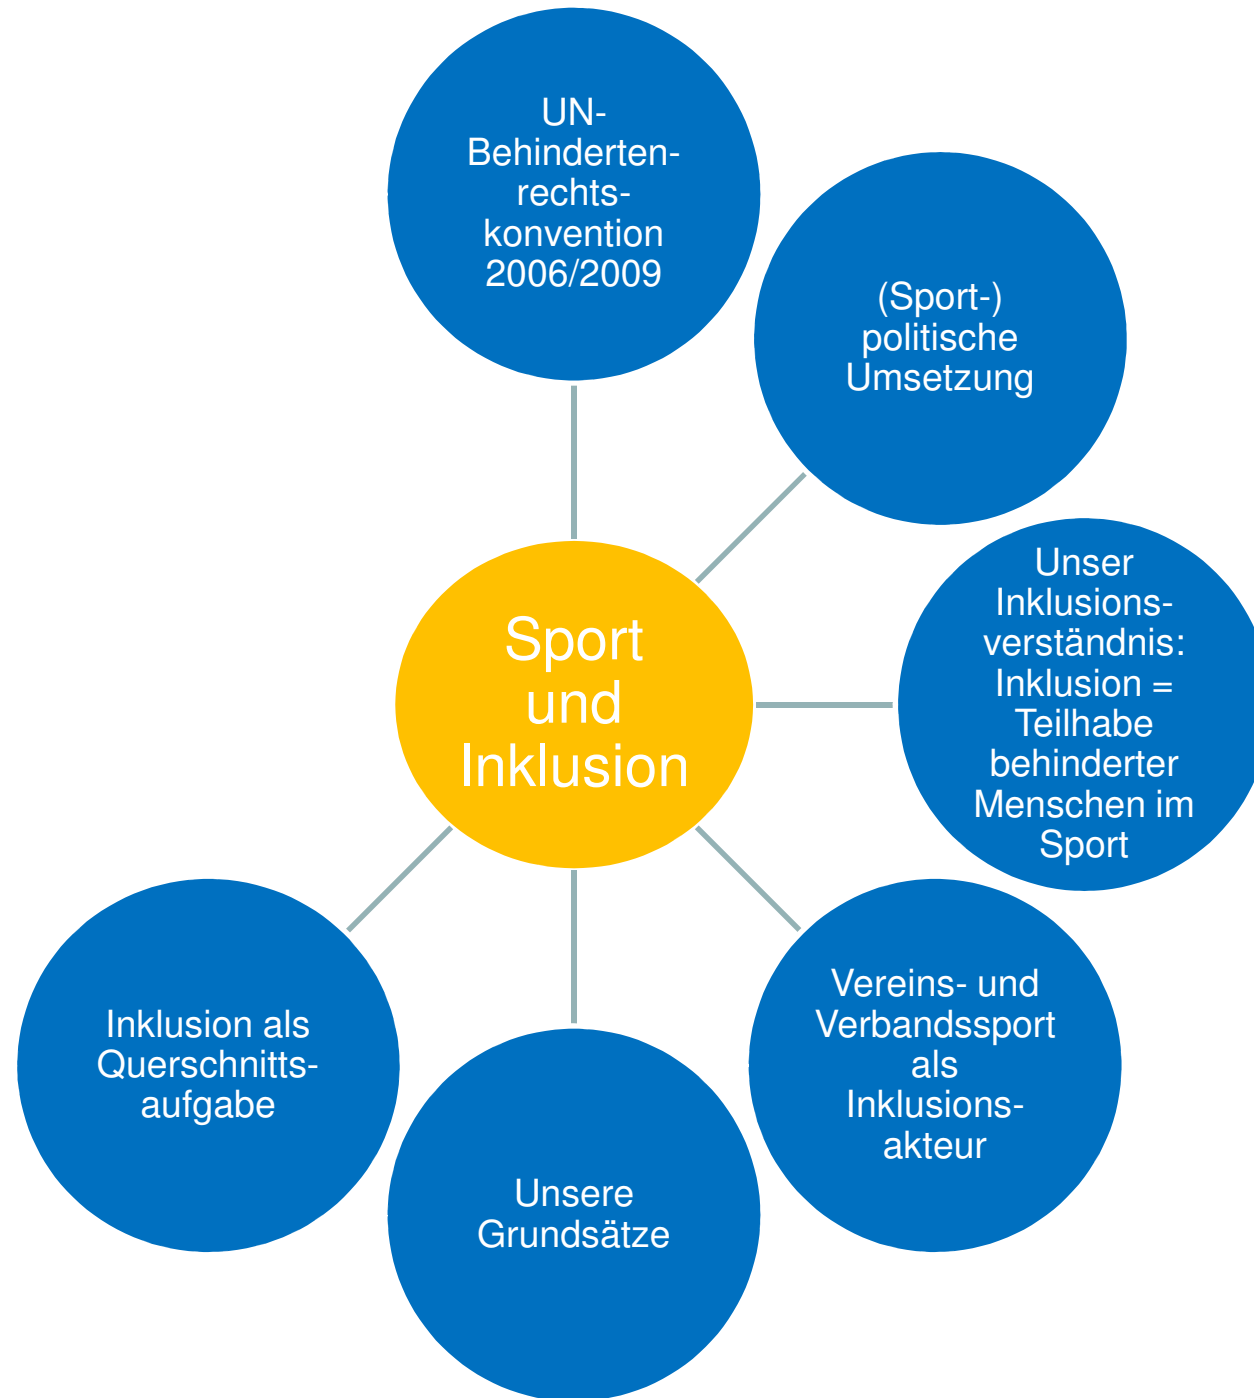 UN-
Behinderten-
rechts-
konvention
2006/2009
(Sport-)
politische
Umsetzung
Unser
Inklusions-
verständnis:
Inklusion =
Teilhabe
behinderter
Menschen im
Sport
Sport
und
Inklusion
Vereins- und
Verbandssport
als
Inklusions-
akteur
Unsere
Grundsätze
Inklusion als
Querschnitts-
aufgabe